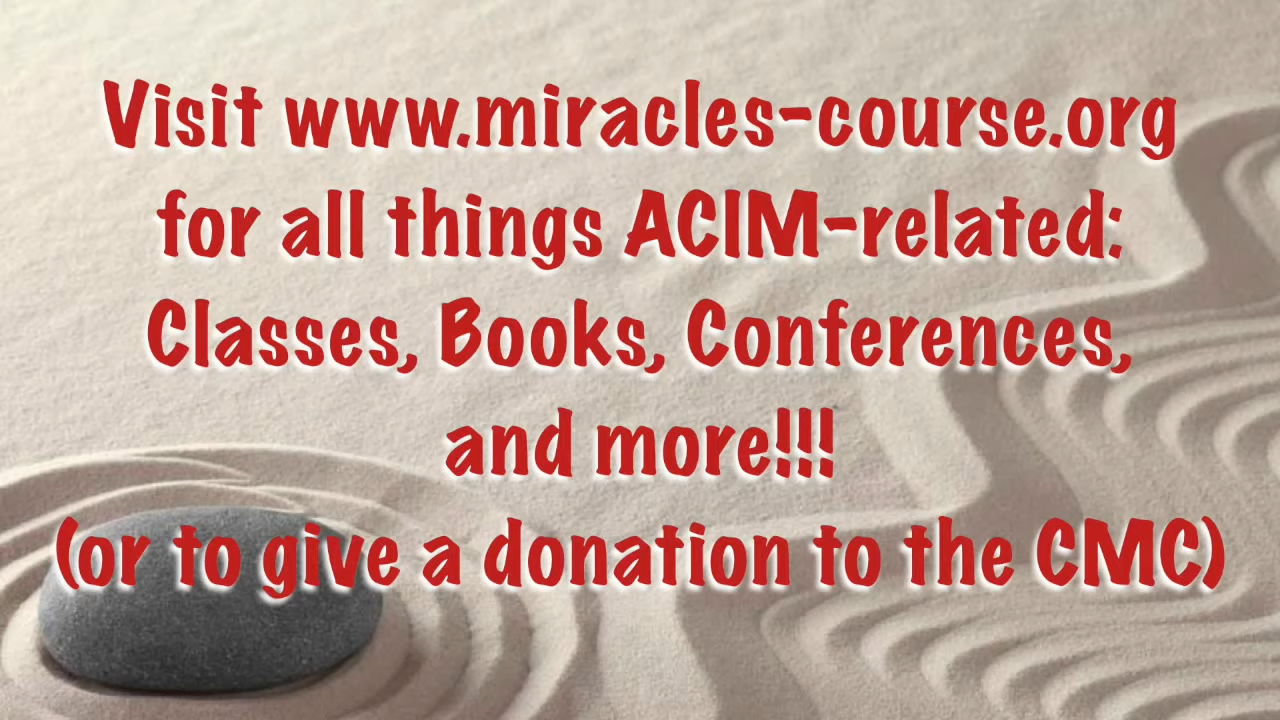 Visit www.miracles-course.org
for all things ACIM-related:
Classes, Books, Conferences,
and more!!!
(or to give a donation to the CMC)